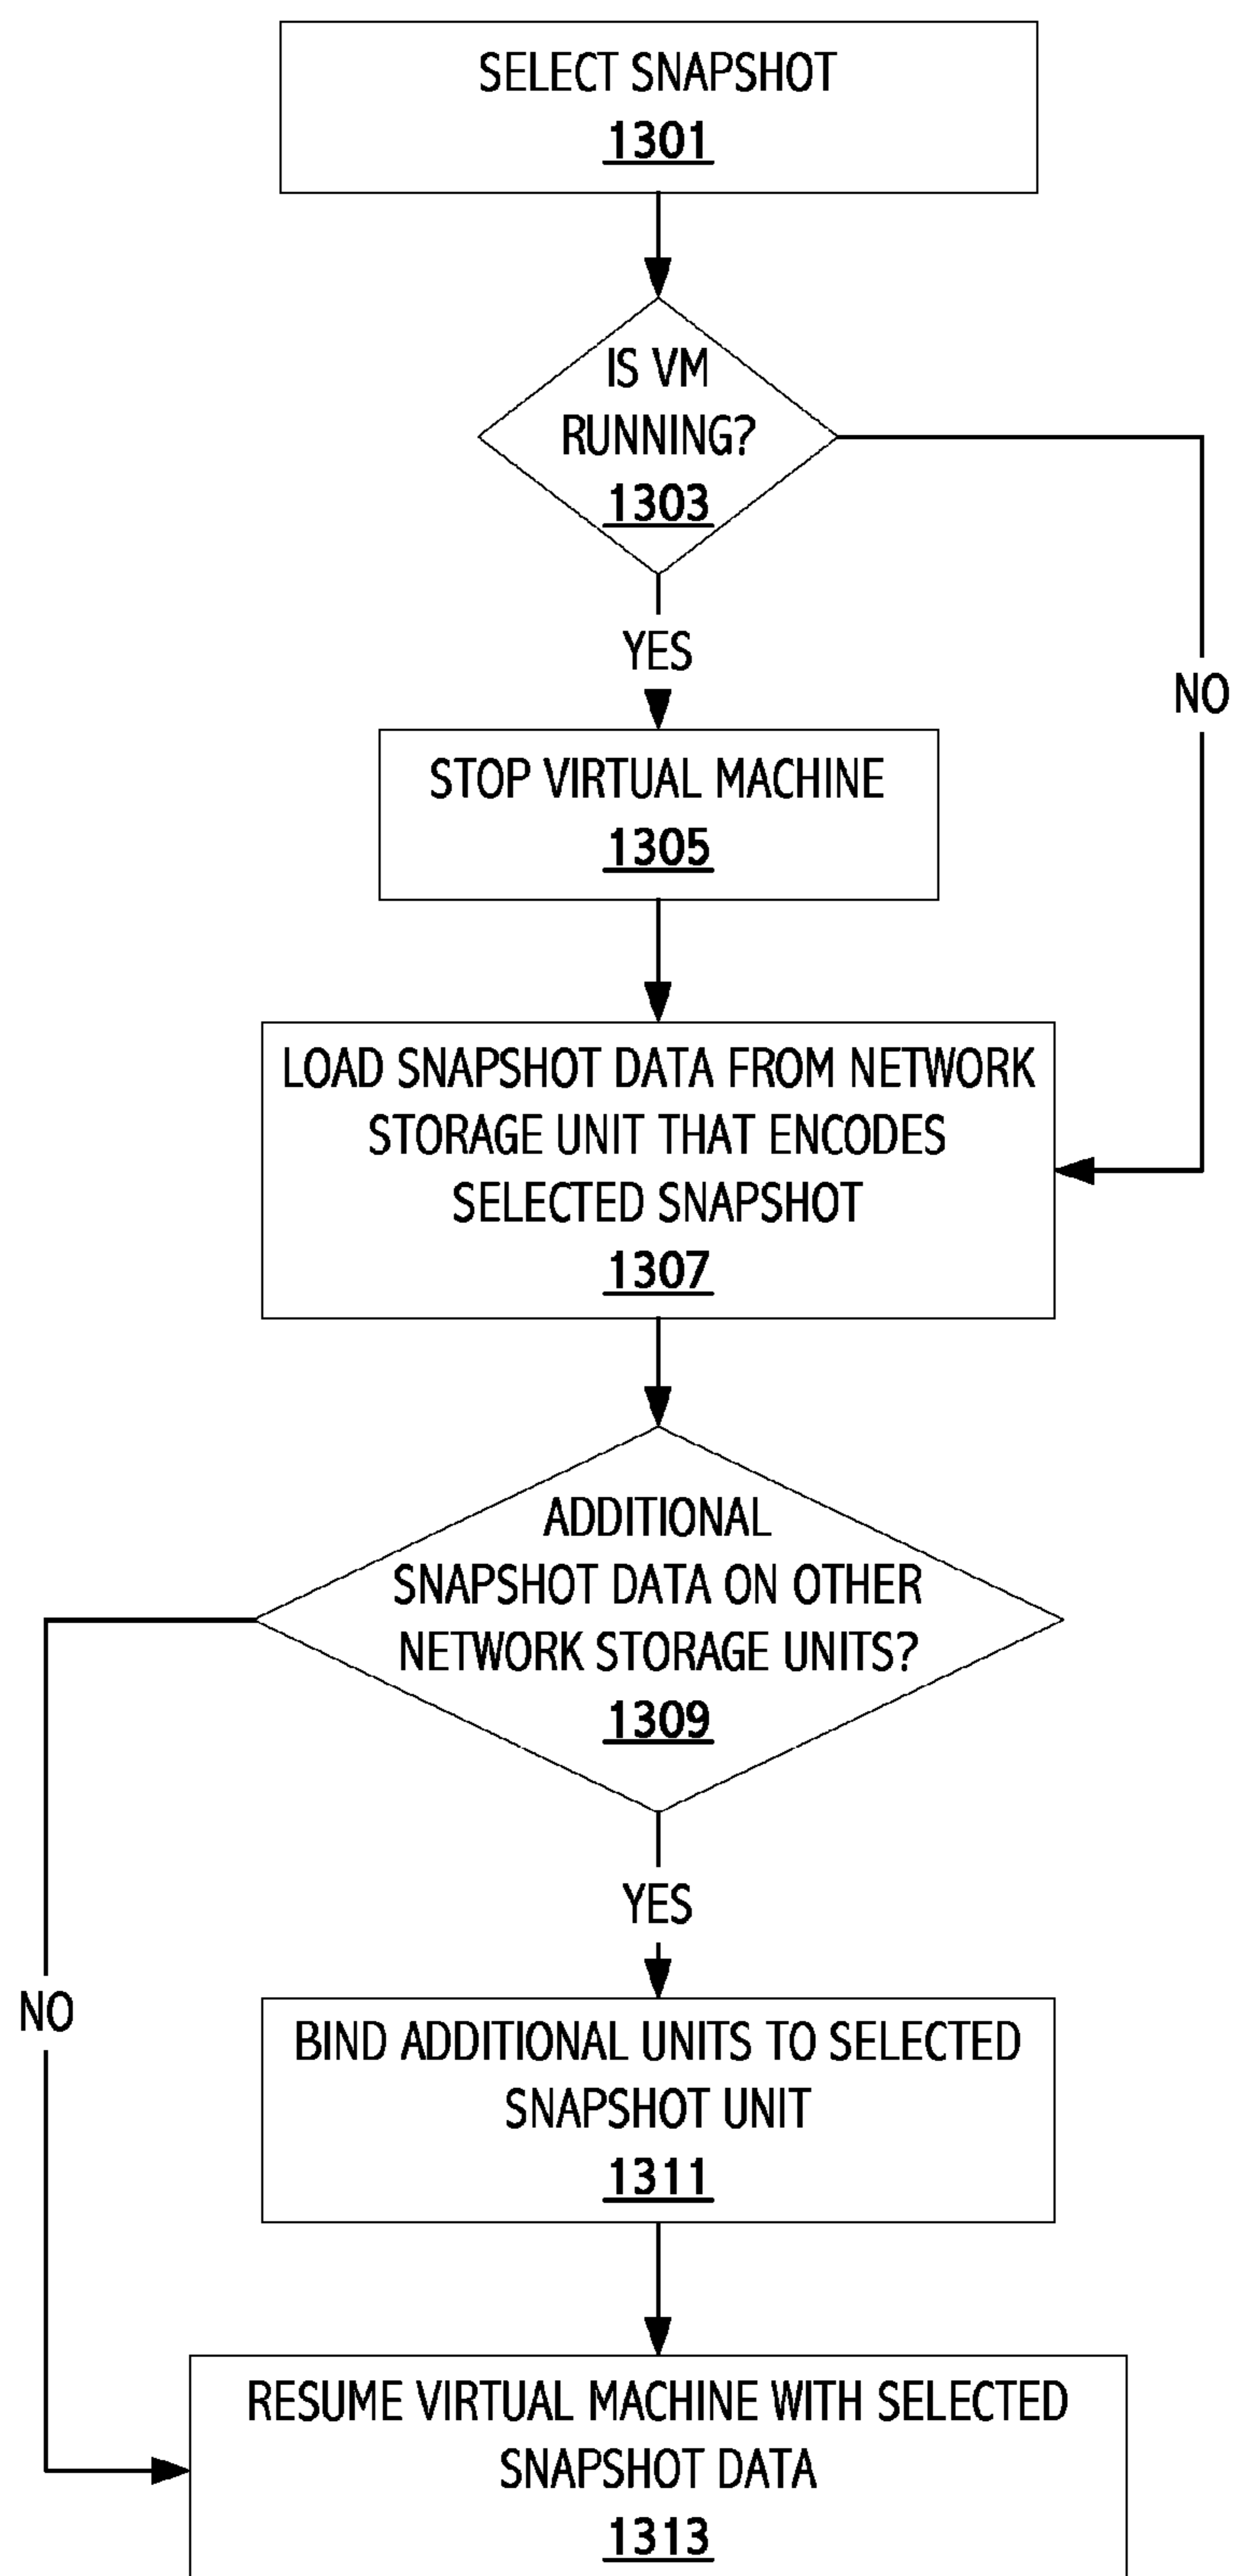 SELECT SNAPSHOT
1301
IS VM
RUNNING?
1303
YES
NO
STOP VIRTUAL MACHINE
1305
LOAD SNAPSHOT DATA FROM NETWORK
STORAGE UNIT THAT ENCODES
SELECTED SNAPSHOT
1307
ADDITIONAL
SNAPSHOT DATA ON OTHER
NETWORK STORAGE UNITS?
1309
YES
NO
BIND ADDITIONAL UNITS TO SELECTED
SNAPSHOT UNIT
1311
RESUME VIRTUAL MACHINE WITH SELECTED
SNAPSHOT DATA
1313